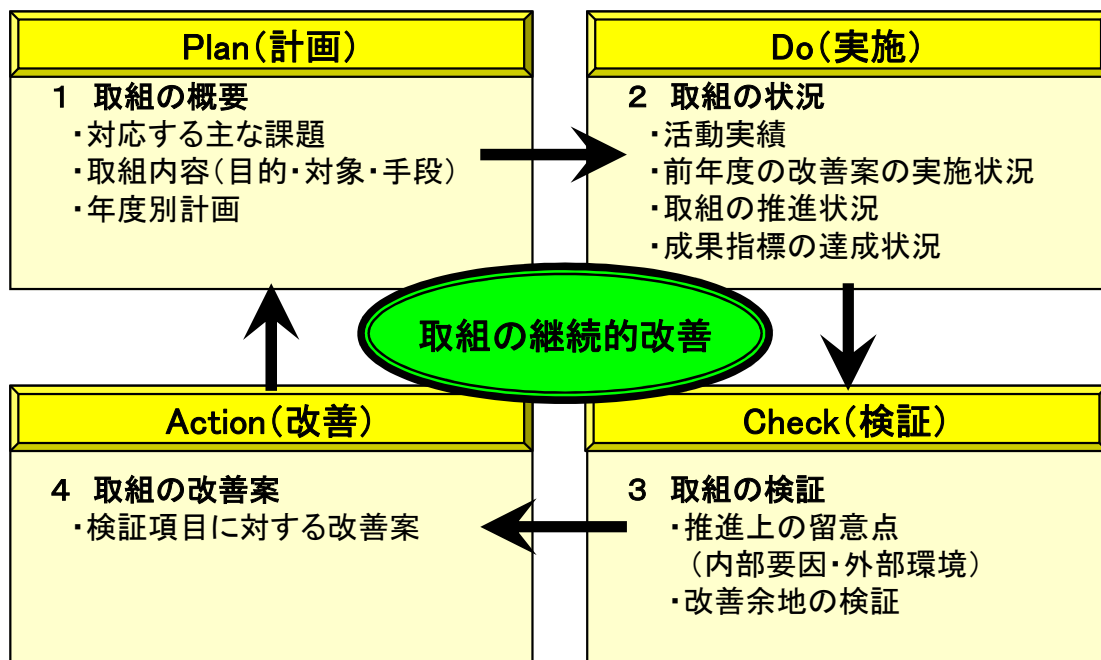 Plan(計画)
1 取組の概要
・対応する主な課題
・取組内容(目的・対象・手段)
・年度別計画
Do(実施)
2 取組の状況
・活動実績
・前年度の改善案の実施状況
・取組の推進状況
・成果指標の達成状況
取組の継続的改善
Action(改善)
4 取組の改善案
・検証項目に対する改善案
Check(検証)
3 取組の検証
・推進上の留意点
(内部要因・外部環境)
・改善余地の検証